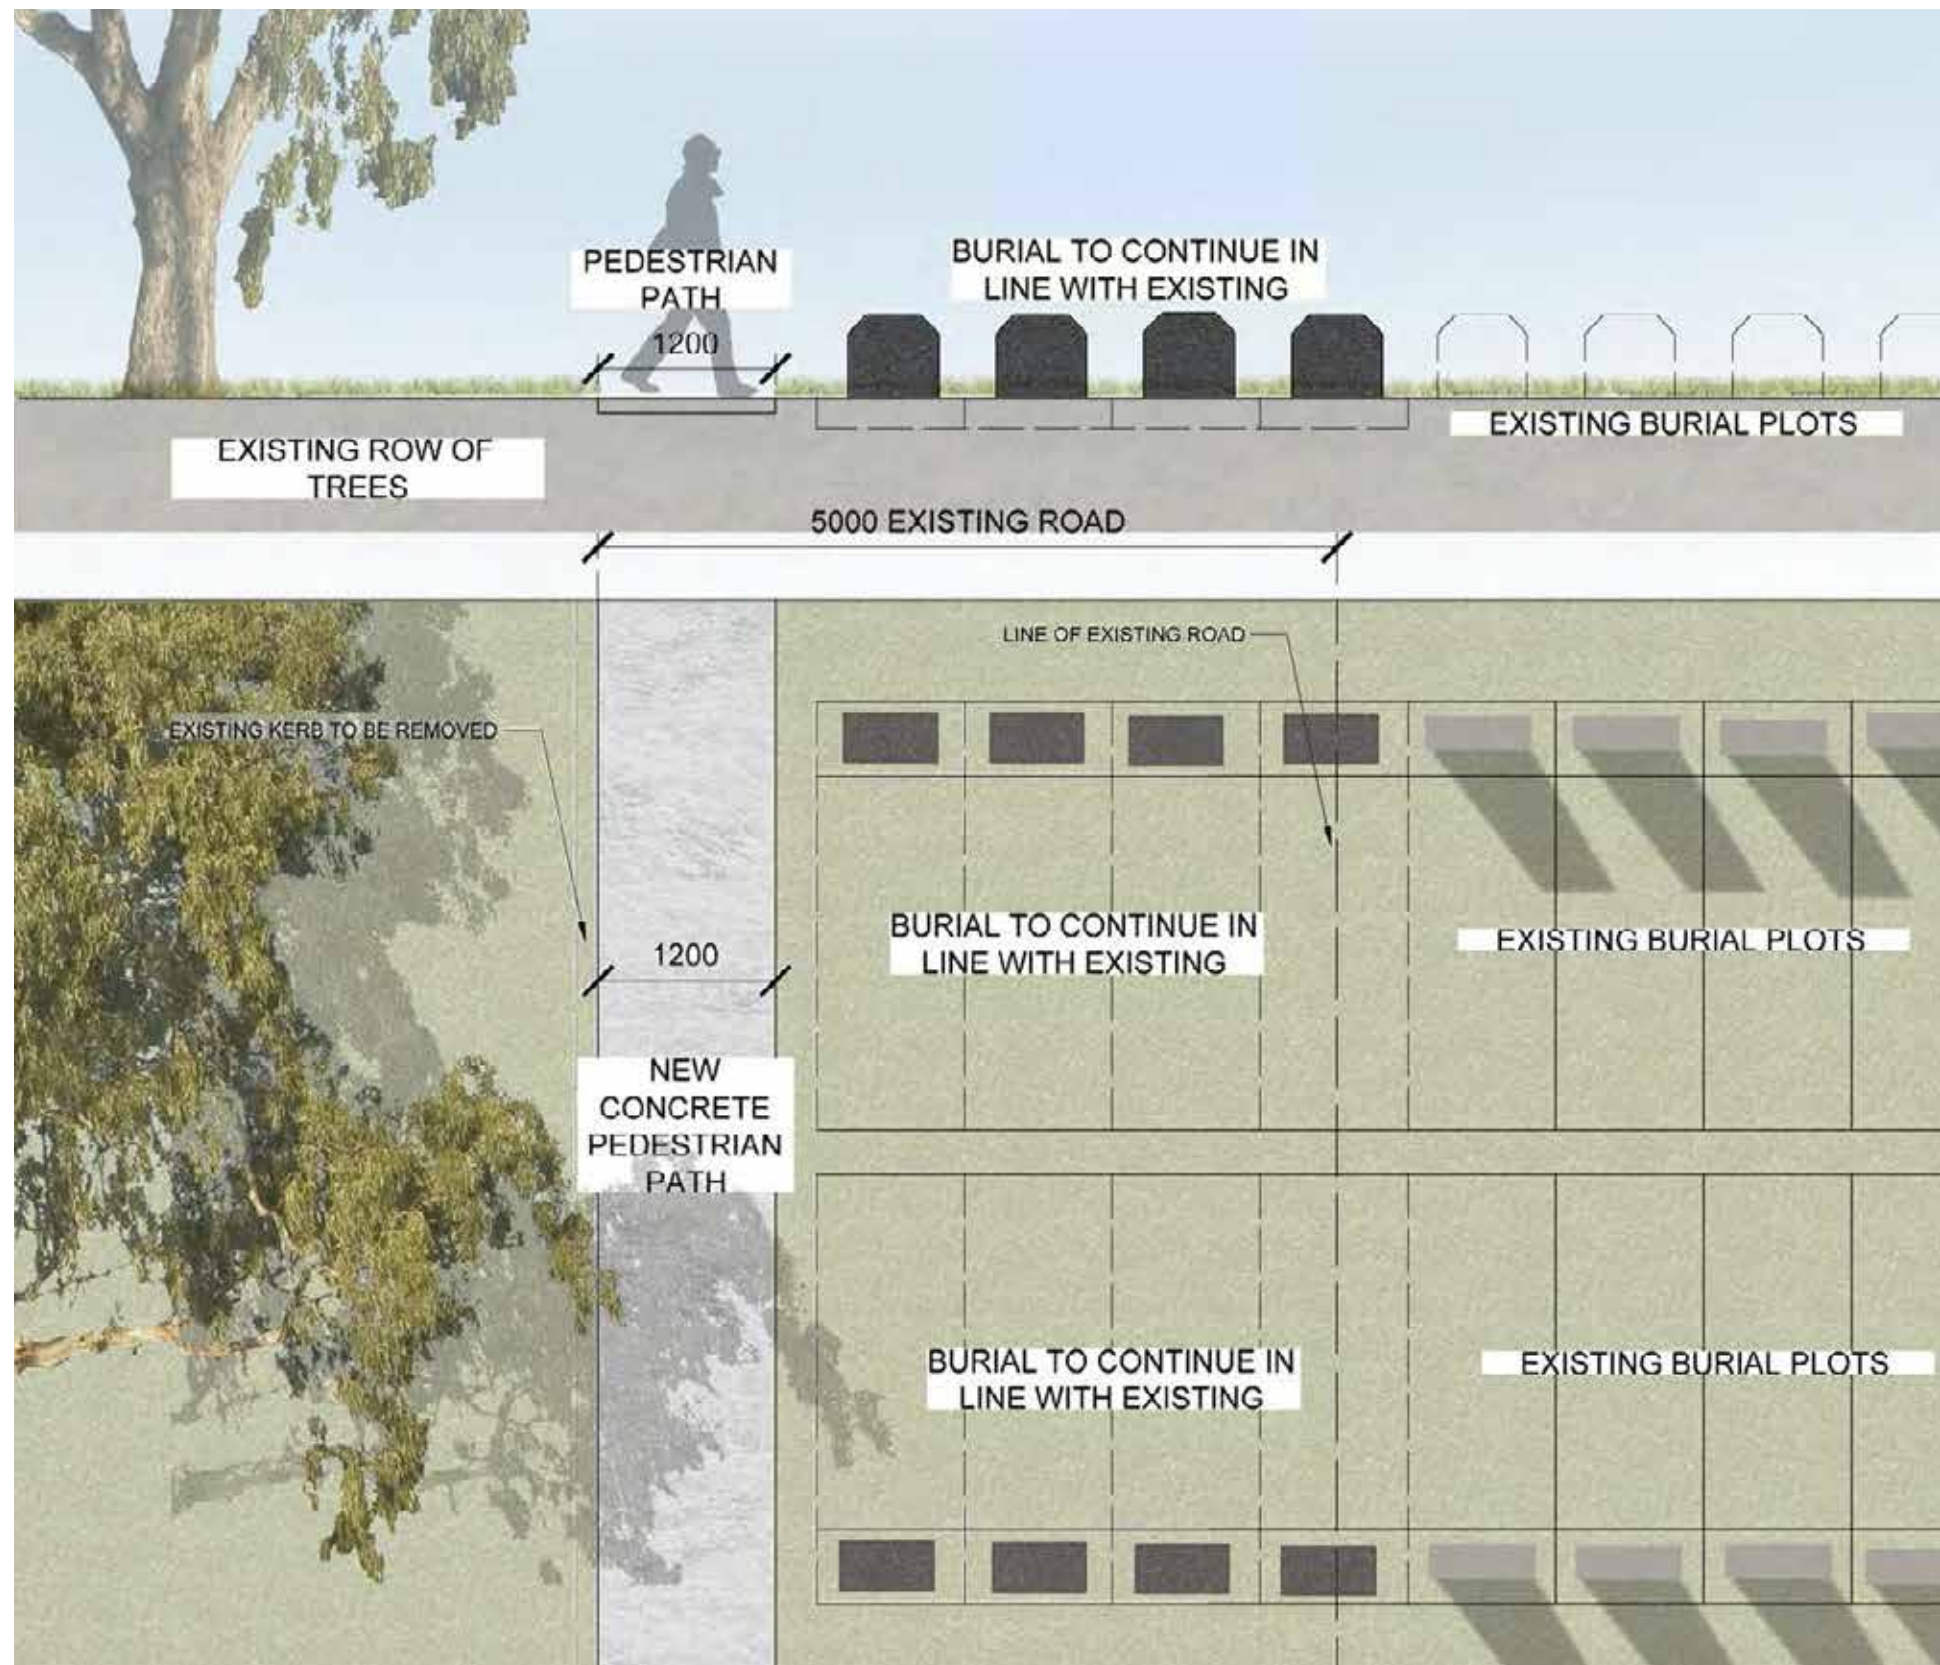 PEDESTRIAN
PATH
1200
BURIAL TO CONTINUE IN
LINE WITH EXISTING
EXISTING ROW OF
TREES
EXISTING BURIAL PLOTS
5000 EXISTING ROAD
LINE OF EXISTING ROAD
EXISTING KERB TO BE REMOVED
1200
BURIAL TO CONTINUE IN
LINE WITH EXISTING
EXISTING BURIAL PLOTS
NEW
CONCRETE
PEDESTRIAN
PATH
BURIAL TO CONTINUE IN
LINE WITH EXISTING
EXISTING BURIAL PLOTS